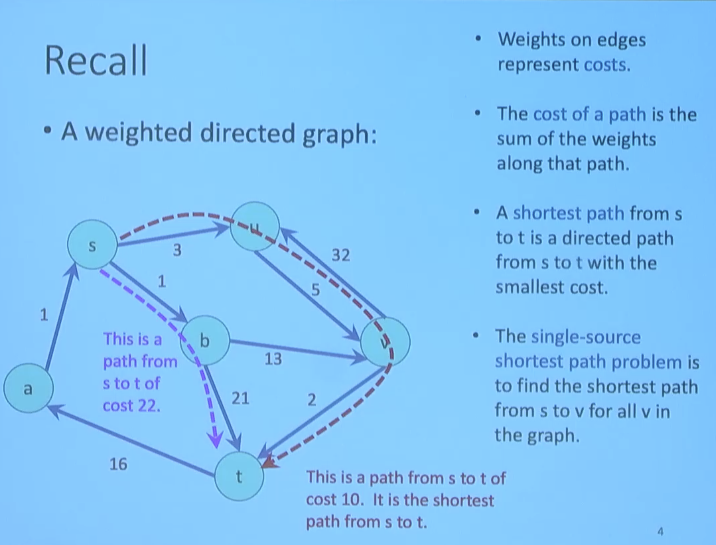 Recall
• A weighted directed graph:
s
u
3
32
1
5
1
b
v
This is a
path from
s to t of
cost 22.
13
a
21
2
16
t
This is a path from s to t of
cost 10. It is the shortest
path from s to t.
• Weights on edges
represent costs.
• The cost of a path is the
sum of the weights
along that path.
• A shortest path from s
to t is a directed path
from s to t with the
smallest cost.
• The single-source
shortest path problem is
to find the shortest path
from s to v for all v in
the graph.
4